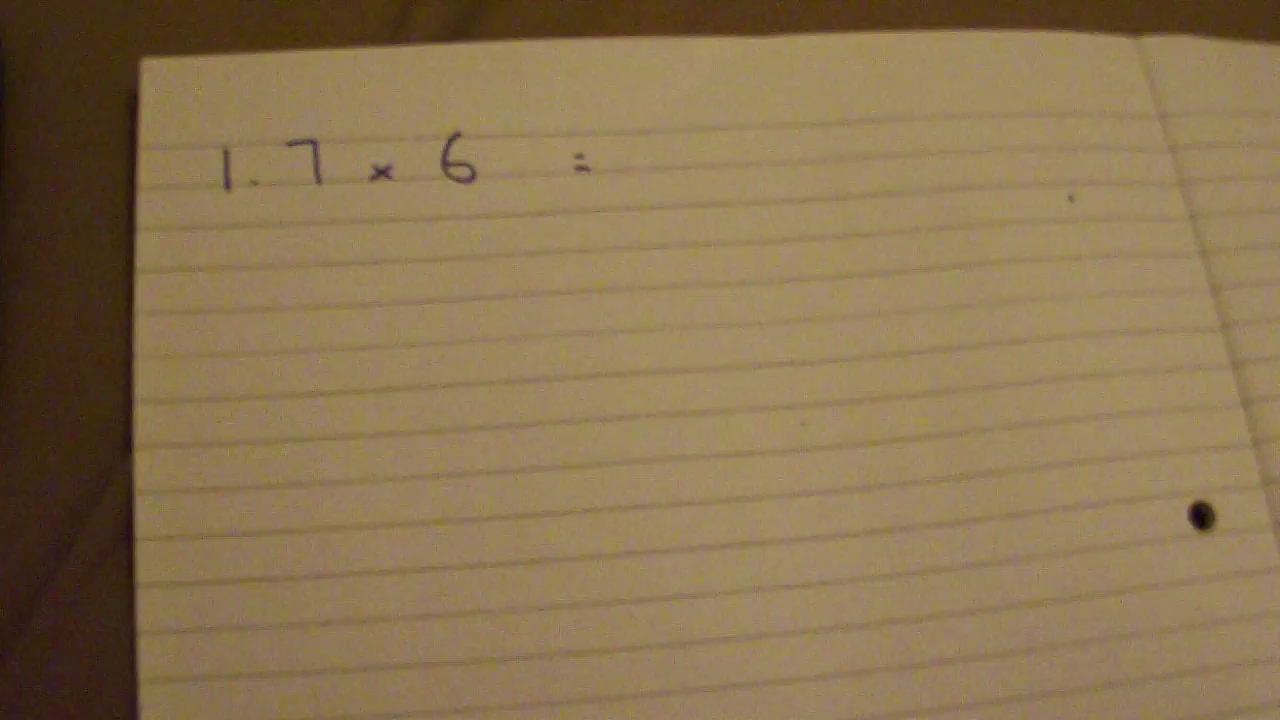 1.7 × 6 =